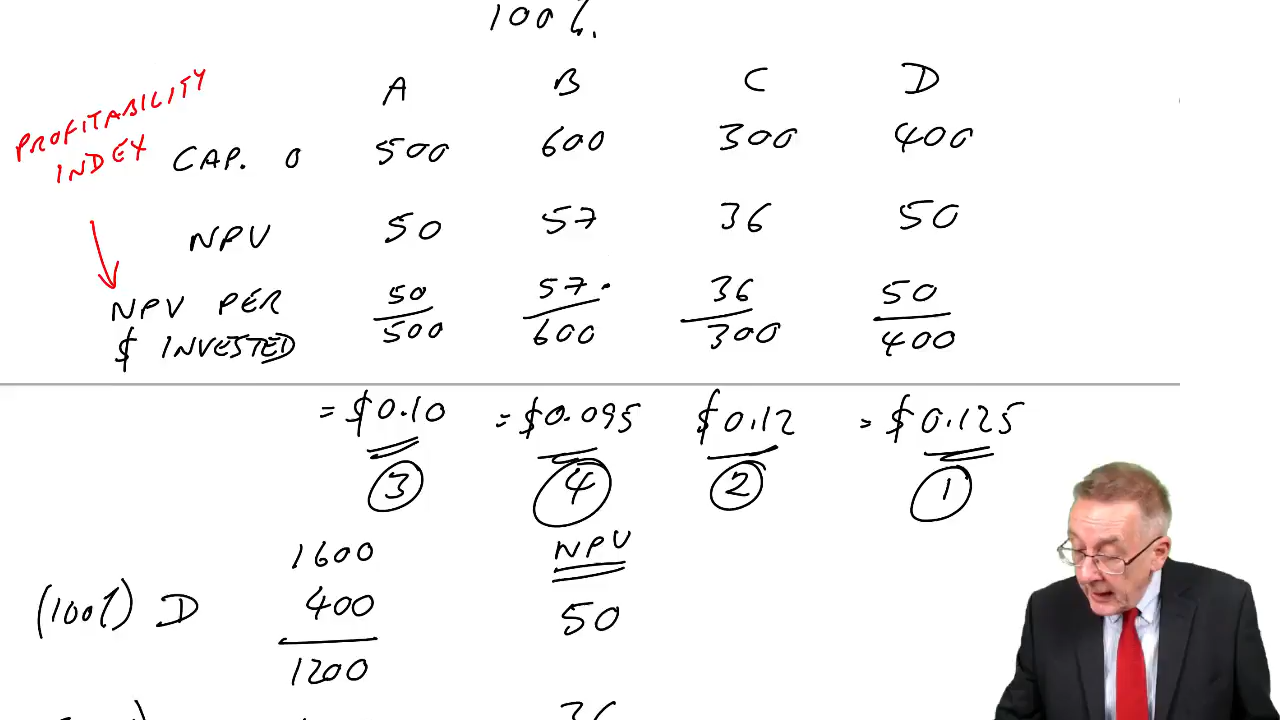 100%.
A B C D
PROFITABILITY
INDEX
CAP. 0 500 600 300 400
NPV 50 57 36 50
NPV PER 50 57 36 50
$ INVESTED 500 600 300 400
= $0.10 = $0.095 $0.12 = $0.125
3 4 2 1
1600 NPV
(100%) D 400 50
1200
36